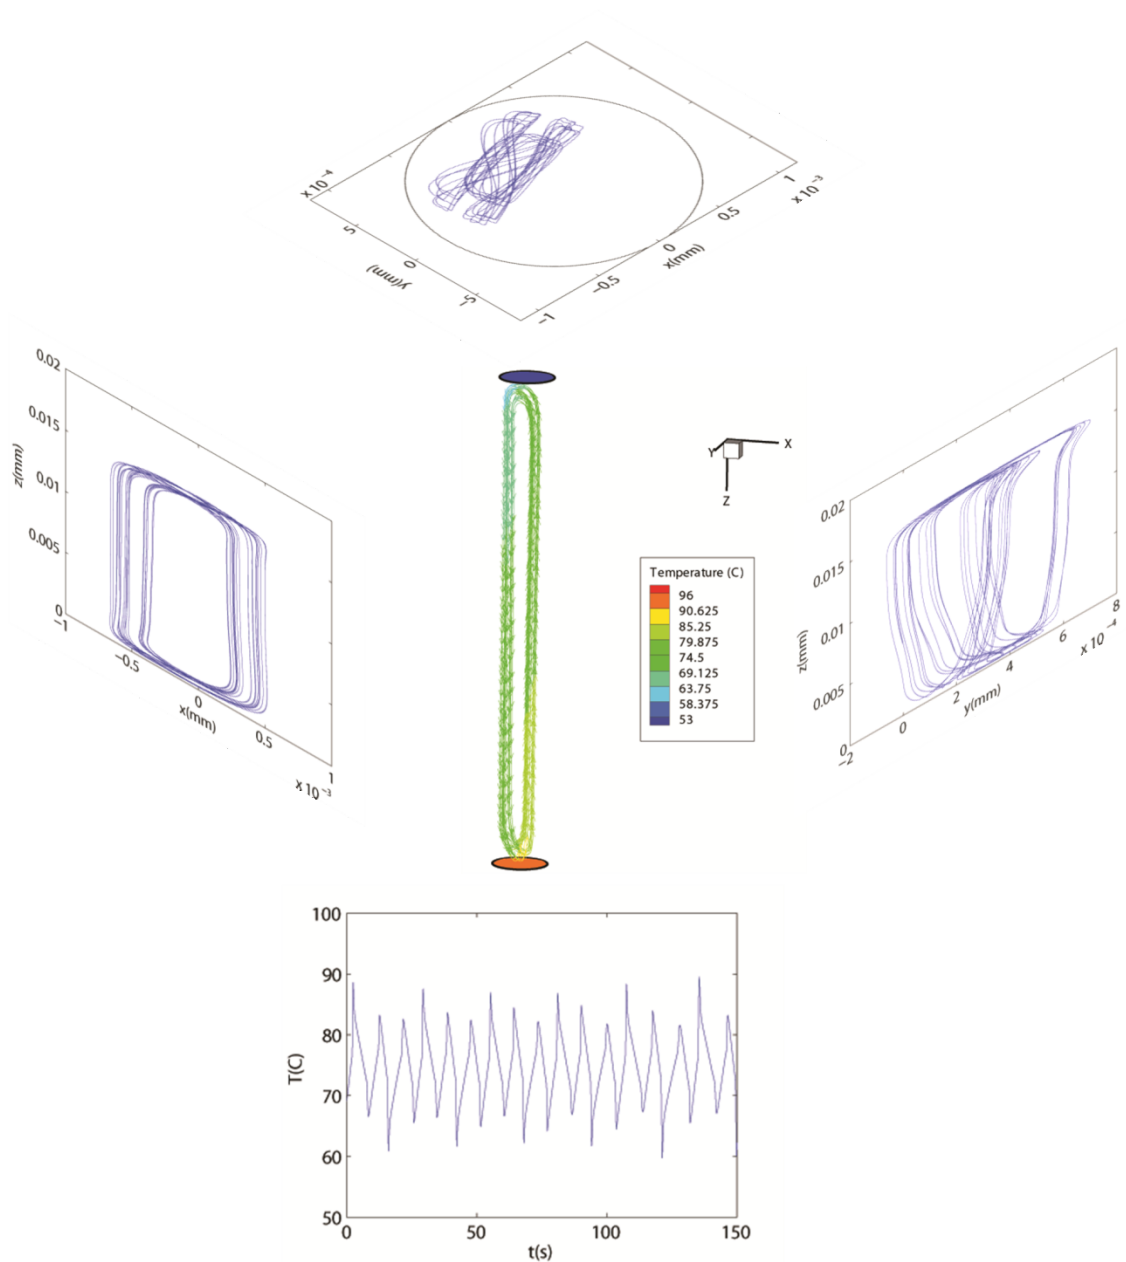 x 10⁻⁴
5
0
-5
y(mm)
-1
-0.5
0
0.5
1
x 10⁻³
x(mm)
0.02
0.015
0.01
0.005
0
z(mm)
-1
-0.5
0
0.5
1
x(mm)
x 10⁻³
X
Y
Z
Temperature (C)
96
90.625
85.25
79.875
74.5
69.125
63.75
58.375
53
0.02
0.015
0.01
0.005
0
z(mm)
-2
0
2
4
6
8
x 10⁻⁴
y(mm)
100
90
80
70
60
50
T(C)
0 50 100 150
t(s)